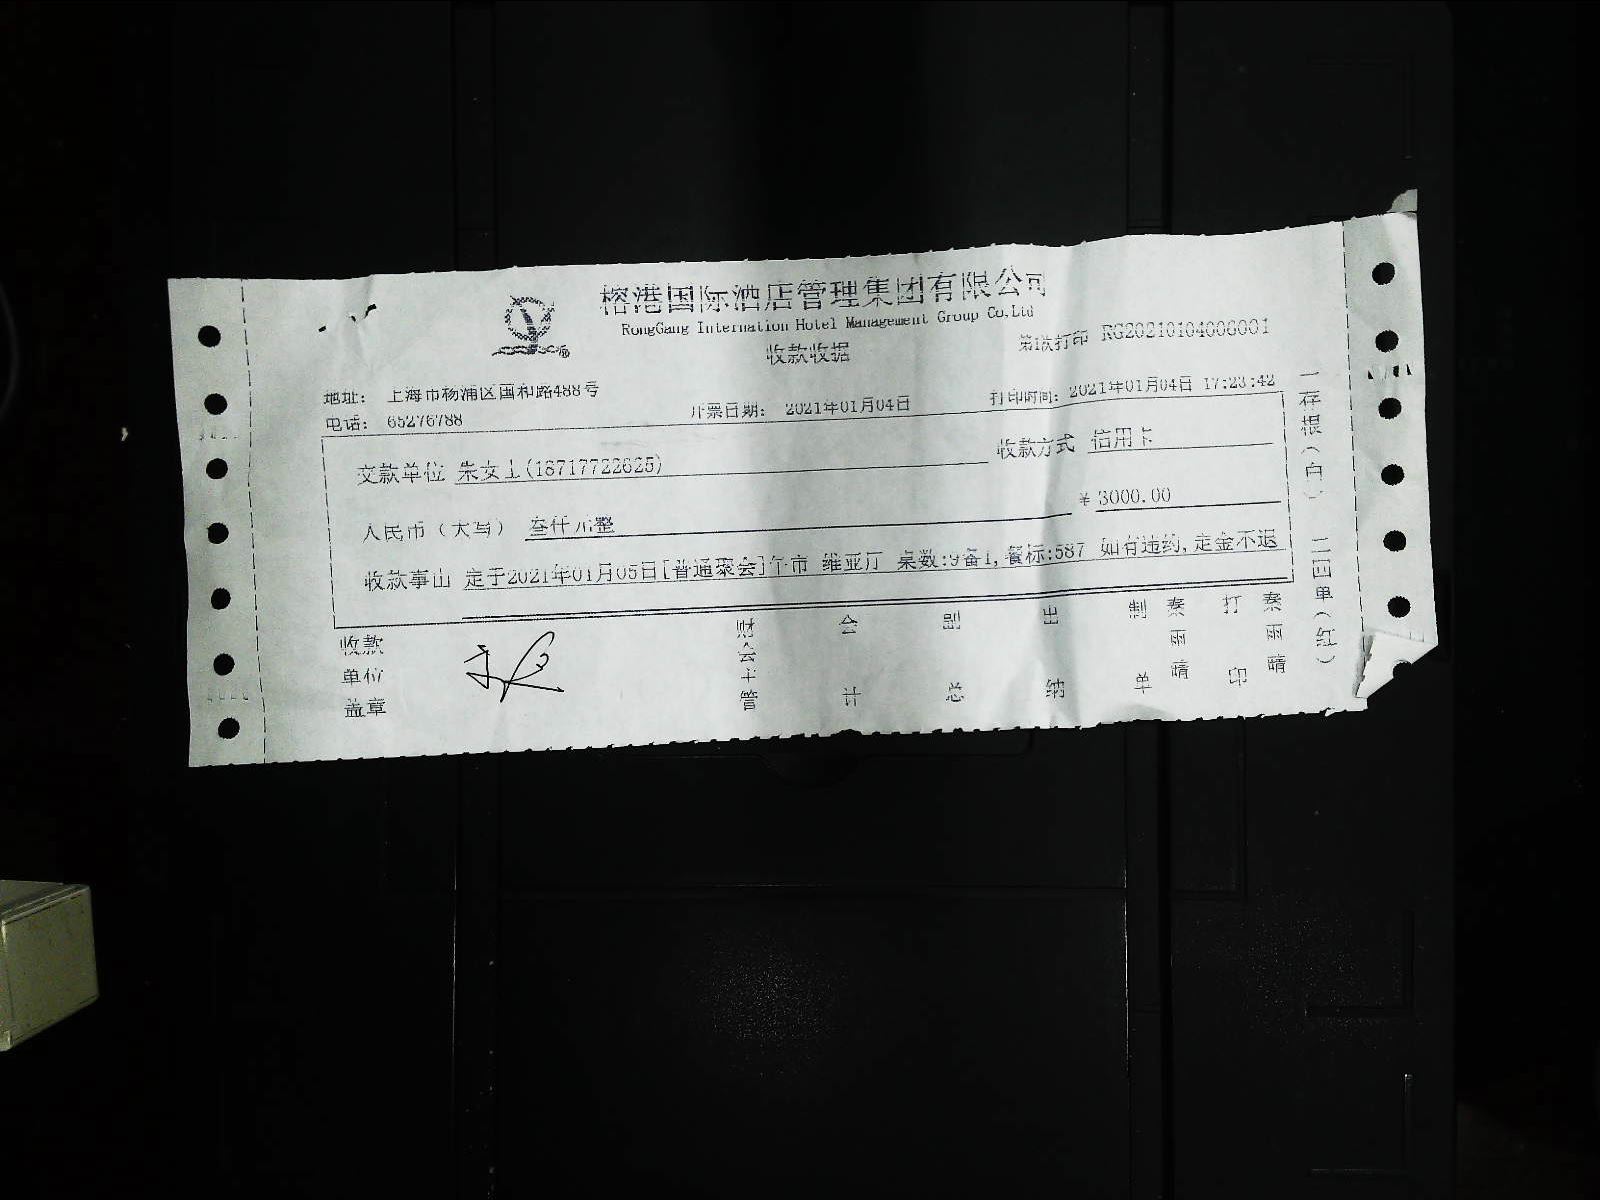 榕港国际酒店管理集团有限公司
RongGang Internation Hotel Management Group Co,Ltd
收款收据
第1次打印 RG20210104000001
地址： 上海市杨浦区国和路488号
电话： 65276788
开票日期： 2021年01月04日
打印时间：2021年01月04日 17:23:42
交款单位 朱女士(18717722625)
收款方式 信用卡
人民币（大写） 叁仟元整
¥ 3000.00
收款事由 定于2021年01月05日[普通聚会]午市 维亚厅 桌数:9备1,餐标:587 如有违约,定金不退
收款单位盖章
财会主管
会计
副总
出纳
制单 秦雨晴
打印 秦雨晴
一存根（白） 二回单（红）